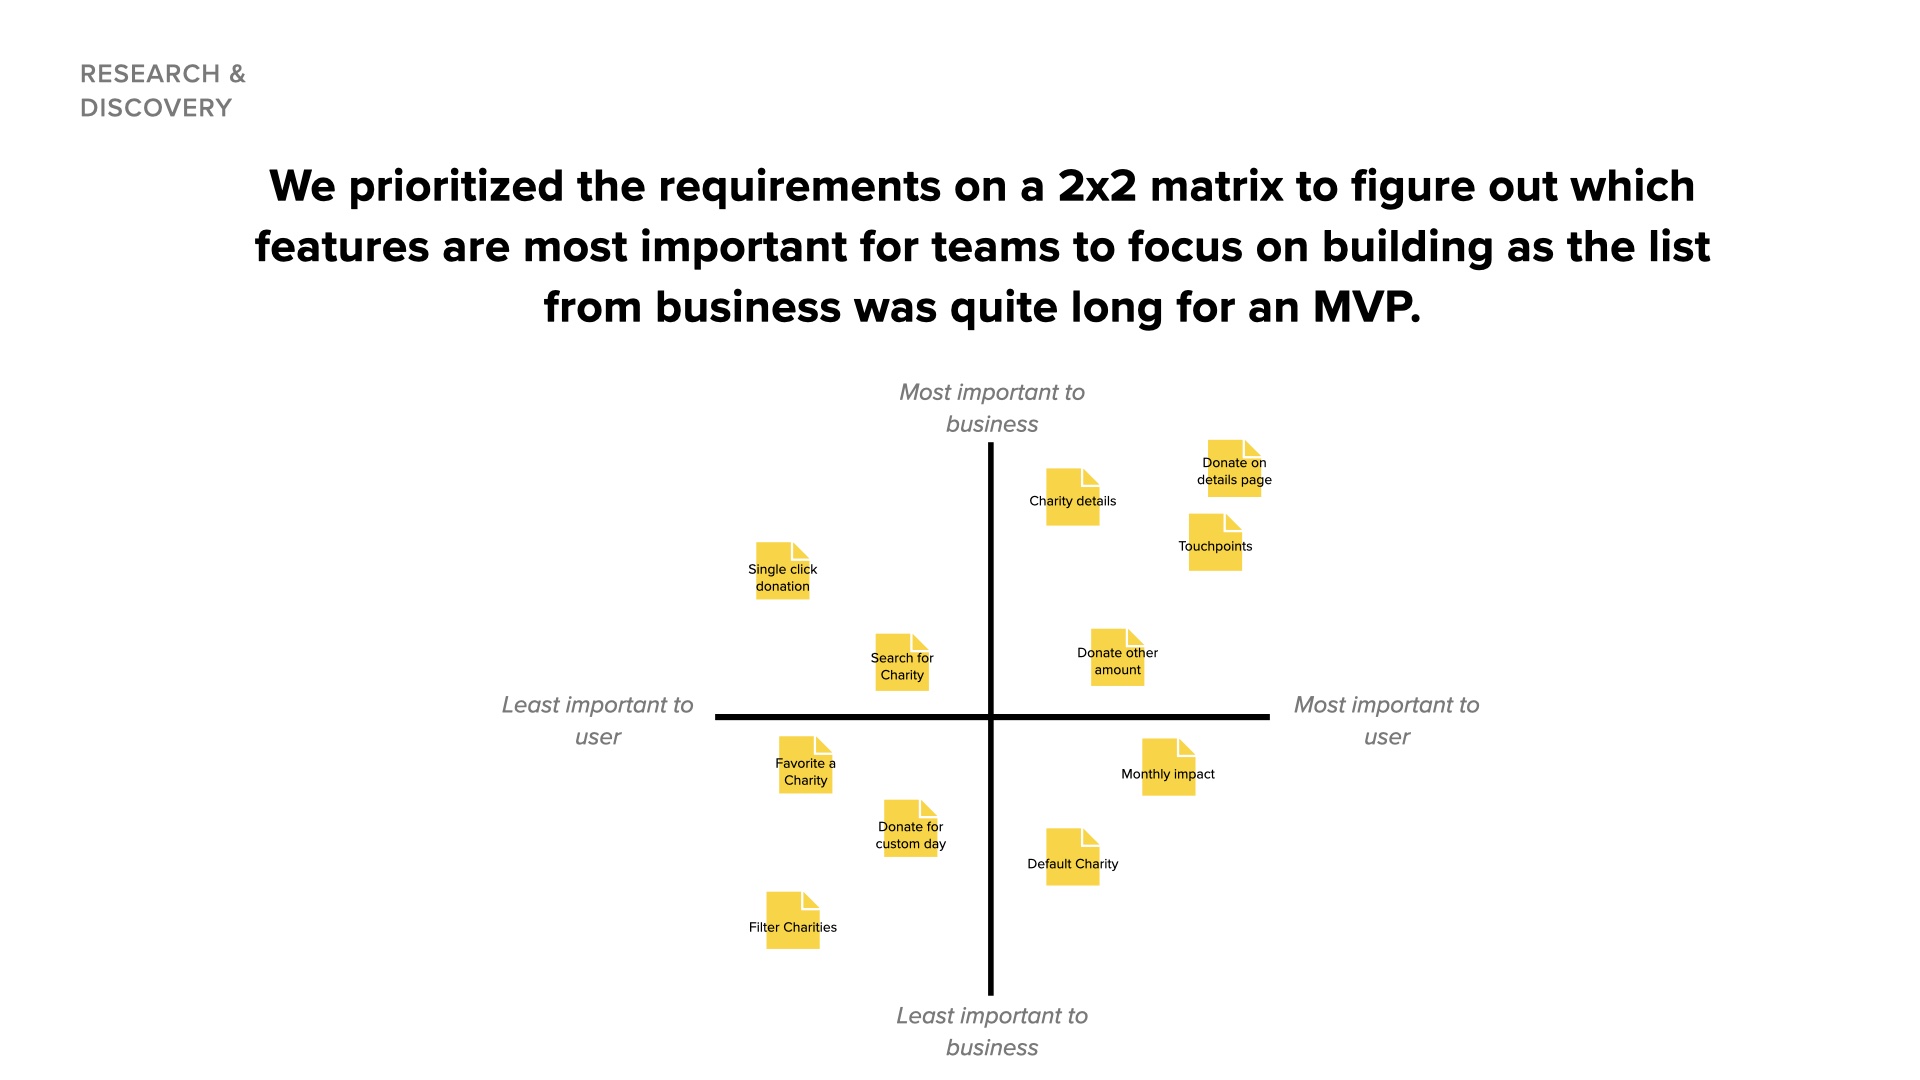 RESEARCH &
DISCOVERY
We prioritized the requirements on a 2x2 matrix to figure out which
features are most important for teams to focus on building as the list
from business was quite long for an MVP.
Most important to
business
Donate on
details page
Charity details
Touchpoints
Single click
donation
Search for
Charity
Donate other
amount
Least important to
user
Most important to
user
Favorite a
Charity
Monthly impact
Donate for
custom day
Default Charity
Filter Charities
Least important to
business